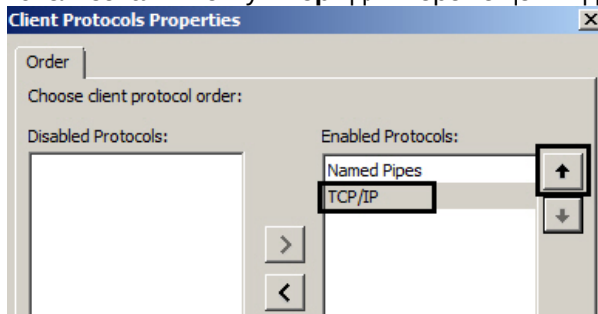 Client Protocols Properties
Order
Choose client protocol order:
Disabled Protocols:
Enabled Protocols:
Named Pipes
TCP/IP